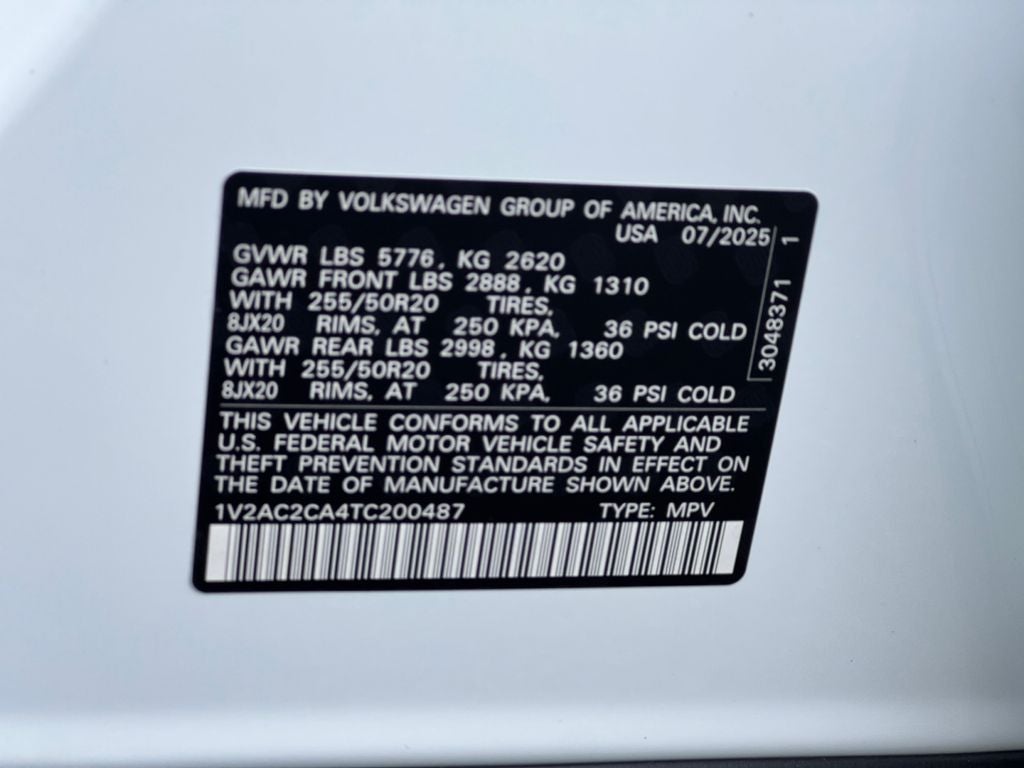 MFD BY VOLKSWAGEN GROUP OF AMERICA, INC.
USA 07/2025
GVWR LBS 5776, KG 2620
GAWR FRONT LBS 2888, KG 1310
WITH 255/50R20 TIRES,
8JX20 RIMS, AT 250 KPA, 36 PSI COLD
GAWR REAR LBS 2998, KG 1360
WITH 255/50R20 TIRES,
8JX20 RIMS, AT 250 KPA, 36 PSI COLD
3048371 1
THIS VEHICLE CONFORMS TO ALL APPLICABLE
U.S. FEDERAL MOTOR VEHICLE SAFETY AND
THEFT PREVENTION STANDARDS IN EFFECT ON
THE DATE OF MANUFACTURE SHOWN ABOVE.
1V2AC2CA4TC200487 TYPE: MPV